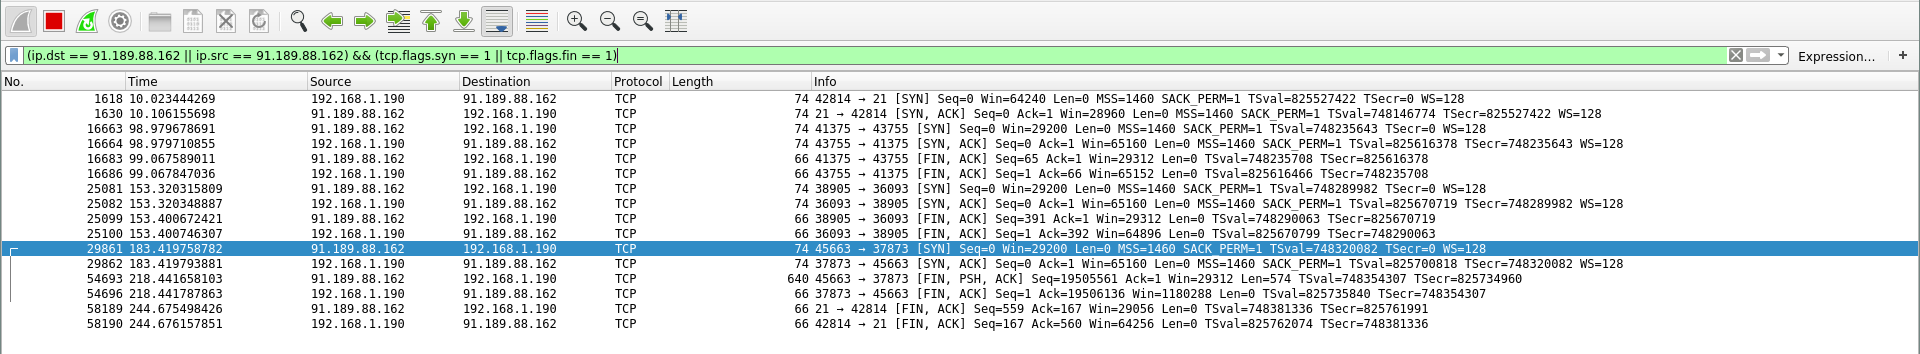 (ip.dst == 91.189.88.162 || ip.src == 91.189.88.162) && (tcp.flags.syn == 1 || tcp.flags.fin == 1) Expression… +
No. Time Source Destination Protocol Length Info
1618 10.023444269 192.168.1.190 91.189.88.162 TCP 74 42814 → 21 [SYN] Seq=0 Win=64240 Len=0 MSS=1460 SACK_PERM=1 TSval=825527422 TSecr=0 WS=128
1630 10.106155698 91.189.88.162 192.168.1.190 TCP 74 21 → 42814 [SYN, ACK] Seq=0 Ack=1 Win=28960 Len=0 MSS=1460 SACK_PERM=1 TSval=748146774 TSecr=825527422 WS=128
16663 98.979678691 91.189.88.162 192.168.1.190 TCP 74 41375 → 43755 [SYN] Seq=0 Win=29200 Len=0 MSS=1460 SACK_PERM=1 TSval=748235643 TSecr=0 WS=128
16664 98.979710855 192.168.1.190 91.189.88.162 TCP 74 43755 → 41375 [SYN, ACK] Seq=0 Ack=1 Win=65160 Len=0 MSS=1460 SACK_PERM=1 TSval=825616378 TSecr=748235643 WS=128
16683 99.067589011 91.189.88.162 192.168.1.190 TCP 66 41375 → 43755 [FIN, ACK] Seq=65 Ack=1 Win=29312 Len=0 TSval=748235708 TSecr=825616378
16686 99.067847036 192.168.1.190 91.189.88.162 TCP 66 43755 → 41375 [FIN, ACK] Seq=1 Ack=66 Win=65152 Len=0 TSval=825616466 TSecr=748235708
25081 153.320315809 91.189.88.162 192.168.1.190 TCP 74 38905 → 36093 [SYN] Seq=0 Win=29200 Len=0 MSS=1460 SACK_PERM=1 TSval=748289982 TSecr=0 WS=128
25082 153.320348887 192.168.1.190 91.189.88.162 TCP 74 36093 → 38905 [SYN, ACK] Seq=0 Ack=1 Win=65160 Len=0 MSS=1460 SACK_PERM=1 TSval=825670719 TSecr=748289982 WS=128
25099 153.400672421 91.189.88.162 192.168.1.190 TCP 66 38905 → 36093 [FIN, ACK] Seq=391 Ack=1 Win=29312 Len=0 TSval=748290063 TSecr=825670719
25100 153.400746307 192.168.1.190 91.189.88.162 TCP 66 36093 → 38905 [FIN, ACK] Seq=1 Ack=392 Win=64896 Len=0 TSval=825670799 TSecr=748290063
29861 183.419758782 91.189.88.162 192.168.1.190 TCP 74 45663 → 37873 [SYN] Seq=0 Win=29200 Len=0 MSS=1460 SACK_PERM=1 TSval=748320082 TSecr=0 WS=128
29862 183.419793881 192.168.1.190 91.189.88.162 TCP 74 37873 → 45663 [SYN, ACK] Seq=0 Ack=1 Win=65160 Len=0 MSS=1460 SACK_PERM=1 TSval=825700818 TSecr=748320082 WS=128
54693 218.441658103 91.189.88.162 192.168.1.190 TCP 640 45663 → 37873 [FIN, PSH, ACK] Seq=19505561 Ack=1 Win=29312 Len=574 TSval=748354307 TSecr=825734960
54696 218.441787863 192.168.1.190 91.189.88.162 TCP 66 37873 → 45663 [FIN, ACK] Seq=1 Ack=19506136 Win=1180288 Len=0 TSval=825735840 TSecr=748354307
58189 244.675498426 91.189.88.162 192.168.1.190 TCP 66 21 → 42814 [FIN, ACK] Seq=559 Ack=167 Win=29056 Len=0 TSval=748381336 TSecr=825761991
58190 244.676157851 192.168.1.190 91.189.88.162 TCP 66 42814 → 21 [FIN, ACK] Seq=167 Ack=560 Win=64256 Len=0 TSval=825762074 TSecr=748381336